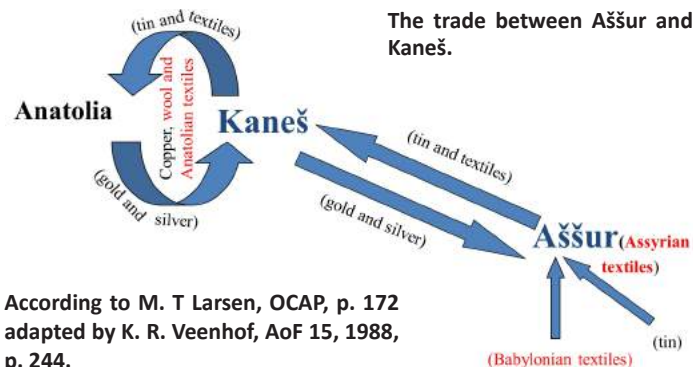 The trade between Aššur and
Kaneš.
(tin and textiles)
Anatolia
Copper, wool and
Anatolian textiles
Kaneš
(gold and
silver)
(tin and textiles)
(gold and silver)
Aššur(Assyrian
textiles)
(tin)
(Babylonian textiles)
According to M. T Larsen, OCAP, p. 172
adapted by K. R. Veenhof, AoF 15, 1988,
p. 244.